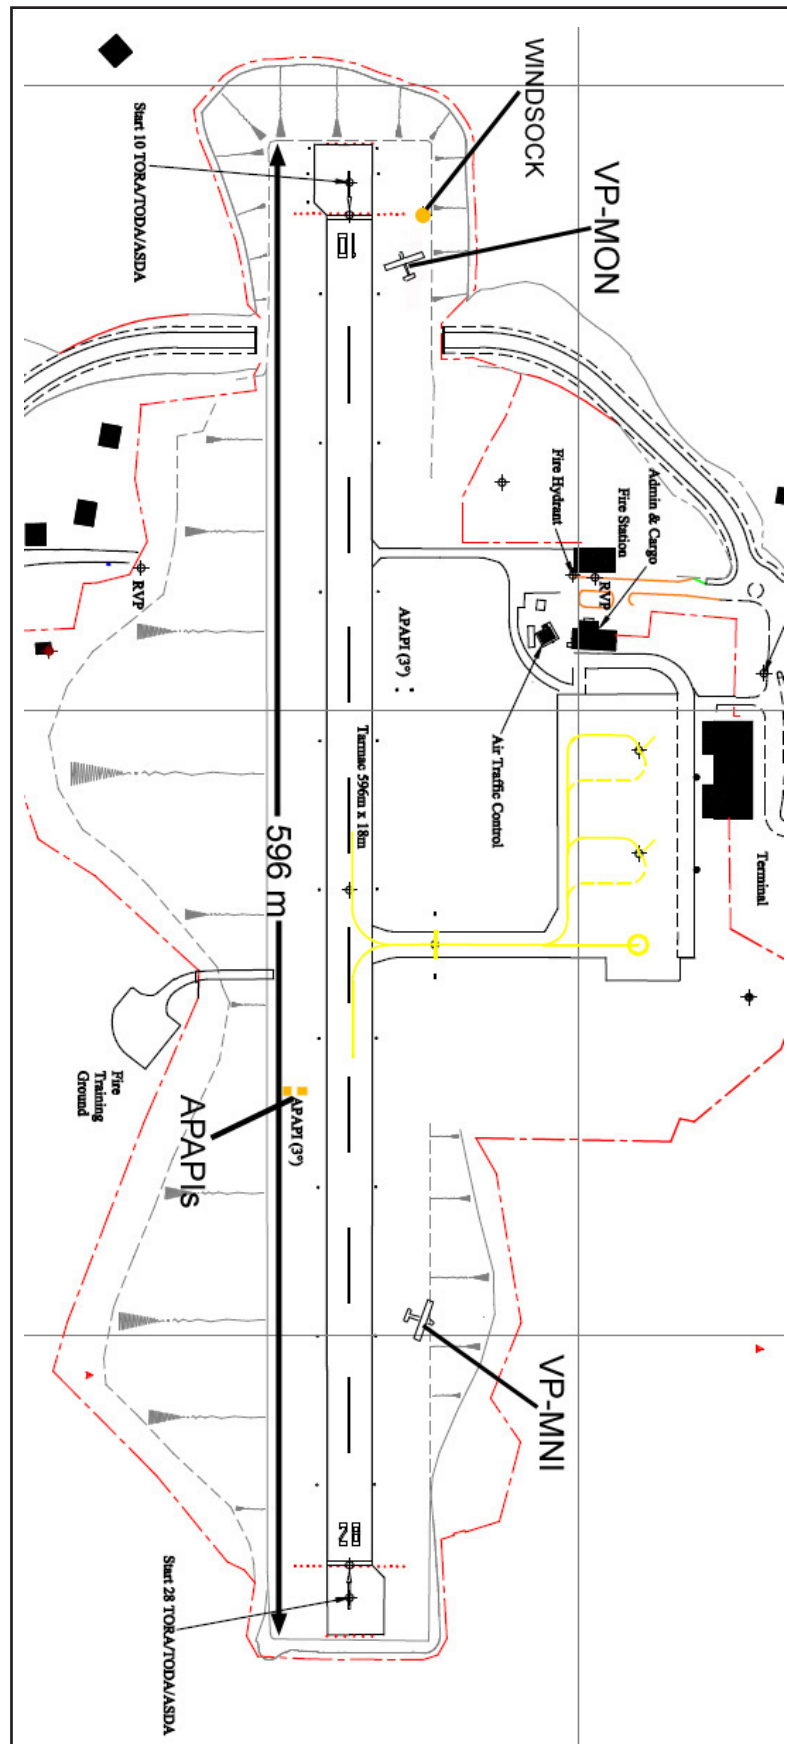 WINDSOCK
VP-MON
Start 10 TORA/TODA/ASDA
10
Admin & Cargo
Fire Station
Fire Hydrant
RVP
RVP
APAPI (3°)
Air Traffic Control
Tarmac 596m x 18m
Terminal
596 m
Fire
Training
Ground
APAPIs
APAPI (3°)
VP-MNI
28
Start 28 TORA/TODA/ASDA